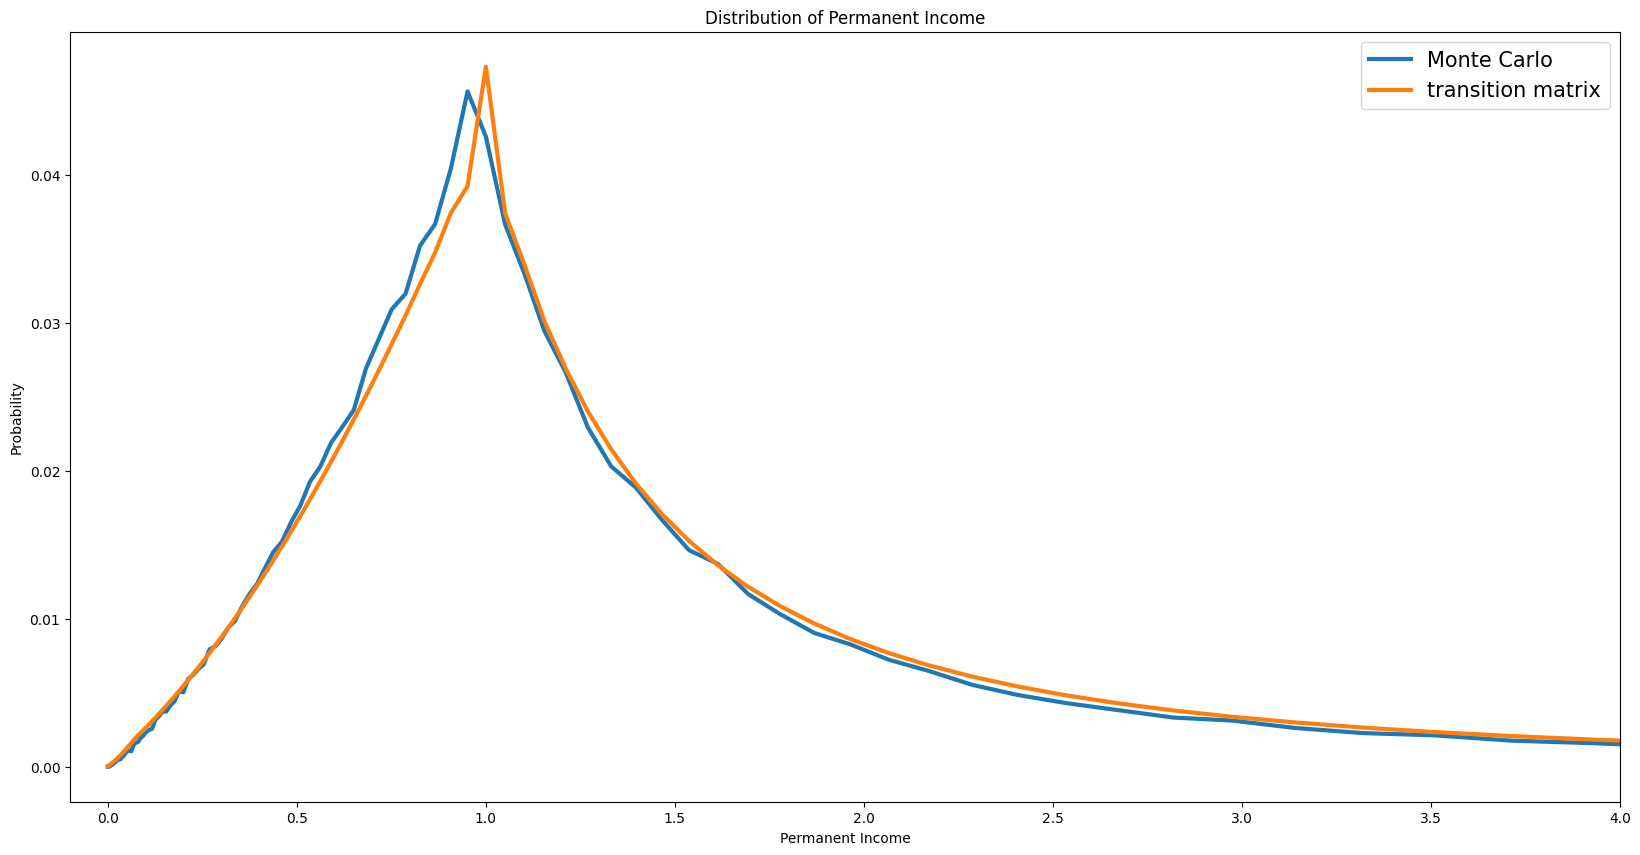 Distribution of Permanent Income
Monte Carlo
transition matrix
Probability
0.04
0.03
0.02
0.01
0.00
0.0 0.5 1.0 1.5 2.0 2.5 3.0 3.5 4.0
Permanent Income